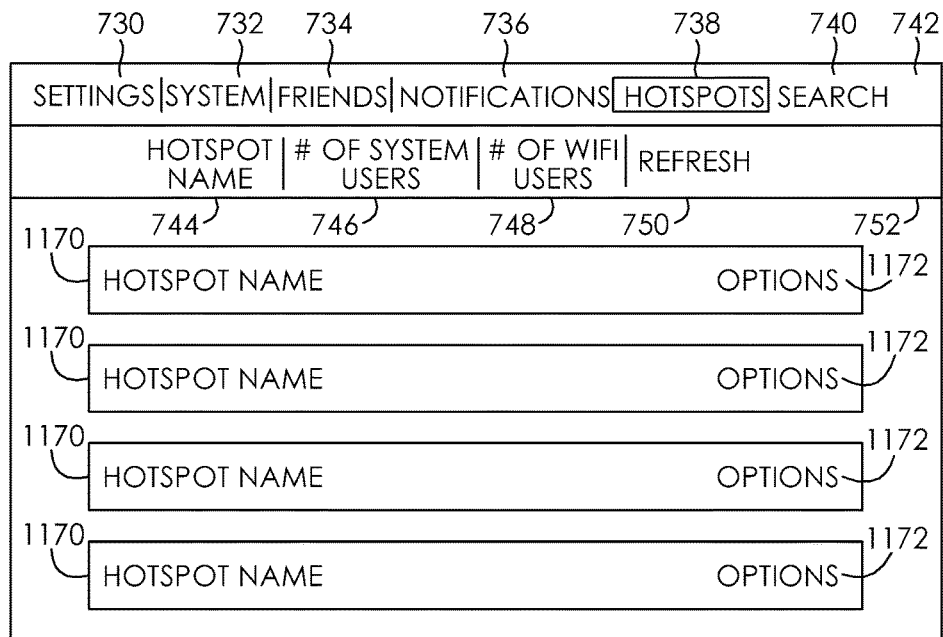 730 732 734 736 738 740 742
SETTINGS|SYSTEM|FRIENDS|NOTIFICATIONS HOTSPOTS SEARCH
HOTSPOT NAME | # OF SYSTEM USERS | # OF WIFI USERS | REFRESH
744 746 748 750 752
1170 HOTSPOT NAME OPTIONS 1172
1170 HOTSPOT NAME OPTIONS 1172
1170 HOTSPOT NAME OPTIONS 1172
1170 HOTSPOT NAME OPTIONS 1172